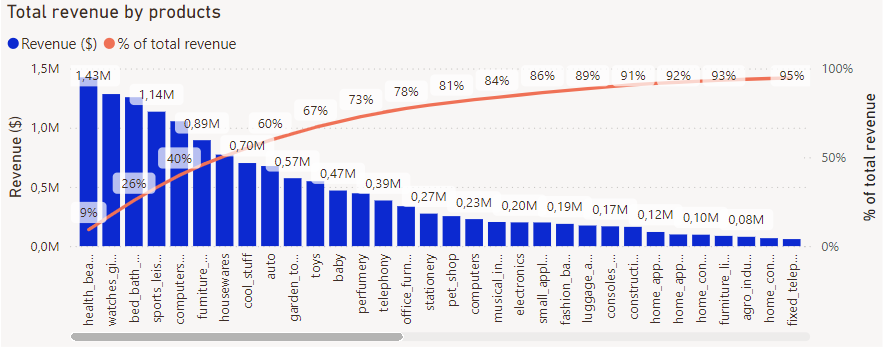 Total revenue by products
Revenue ($) % of total revenue
Revenue ($)
1,5M
1,0M
0,5M
0,0M
1,43M
1,14M
0,89M
0,70M
0,57M
0,47M
0,39M
0,27M
0,23M
0,20M
0,19M
0,17M
0,12M
0,10M
0,08M
9%
26%
40%
60%
67%
73%
78%
81%
84%
86%
89%
91%
92%
93%
95%
100%
50%
0%
% of total revenue
health_bea...
watches_gi...
bed_bath_...
sports_leis...
computers...
furniture_...
housewares
cool_stuff
auto
garden_to...
toys
baby
perfumery
telephony
office_furn...
stationery
pet_shop
computers
musical_in...
electronics
small_appl...
fashion_ba...
luggage_a...
consoles_...
constructi...
home_app...
home_app...
home_con...
furniture_li...
agro_indu...
home_con...
fixed_telep...